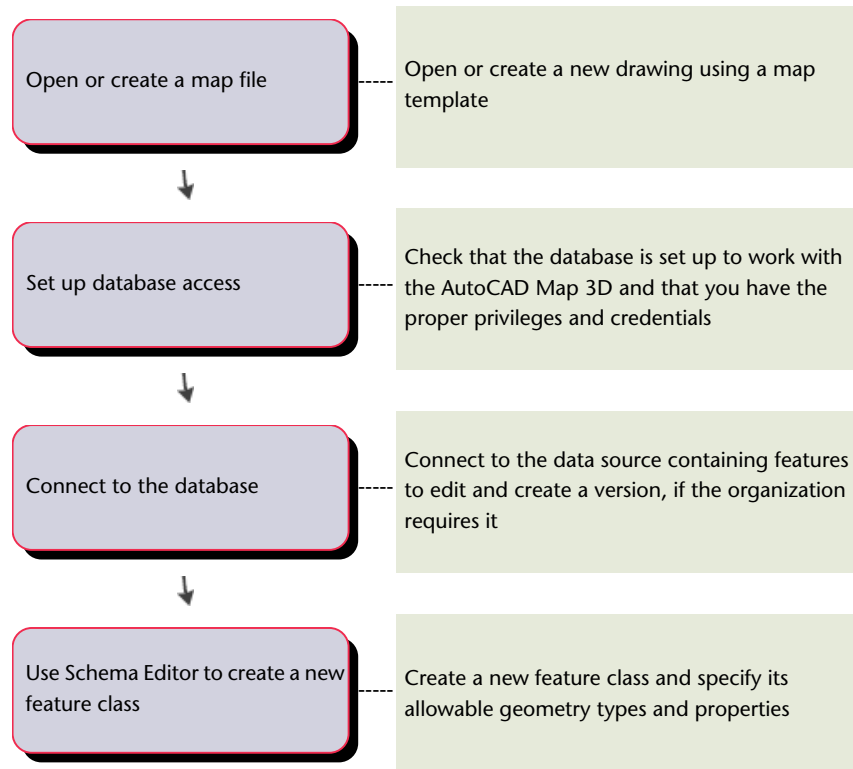 Open or create a map file
Open or create a new drawing using a map
template
Set up database access
Check that the database is set up to work with
the AutoCAD Map 3D and that you have the
proper privileges and credentials
Connect to the database
Connect to the data source containing features
to edit and create a version, if the organization
requires it
Use Schema Editor to create a new
feature class
Create a new feature class and specify its
allowable geometry types and properties